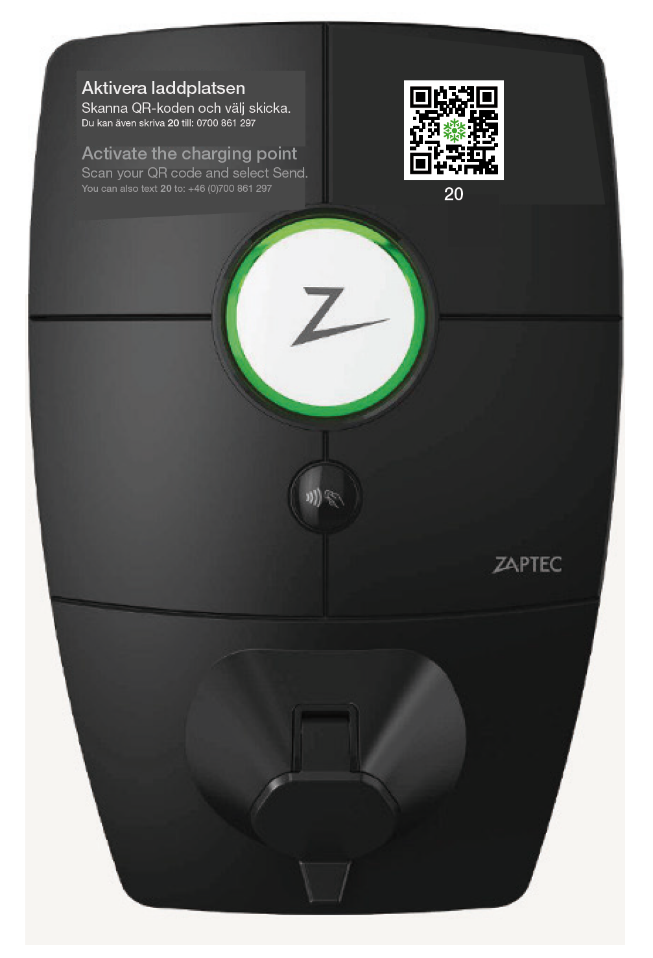 Aktivera laddplatsen
Skanna QR-koden och välj skicka.
Du kan även skriva 20 till: 0700 861 297
Activate the charging point
Scan your QR code and select Send.
You can also text 20 to: +46 (0)700 861 297
20
Z
ZAPTEC